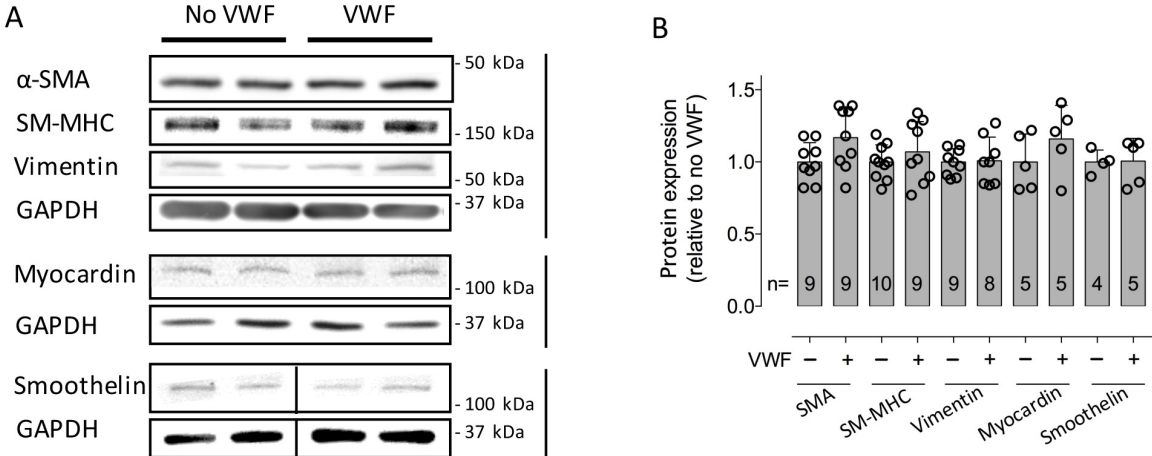 A
No VWF VWF
α-SMA - 50 kDa
SM-MHC - 150 kDa
Vimentin - 50 kDa
GAPDH - 37 kDa
Myocardin - 100 kDa
GAPDH - 37 kDa
Smoothelin - 100 kDa
GAPDH - 37 kDa
B
Protein expression
(relative to no VWF)
1.5
1.0
0.5
0.0
n= 9 9 10 9 9 8 5 5 4 5
VWF − + − + − + − + − +
SMA SM-MHC Vimentin Myocardin Smoothelin